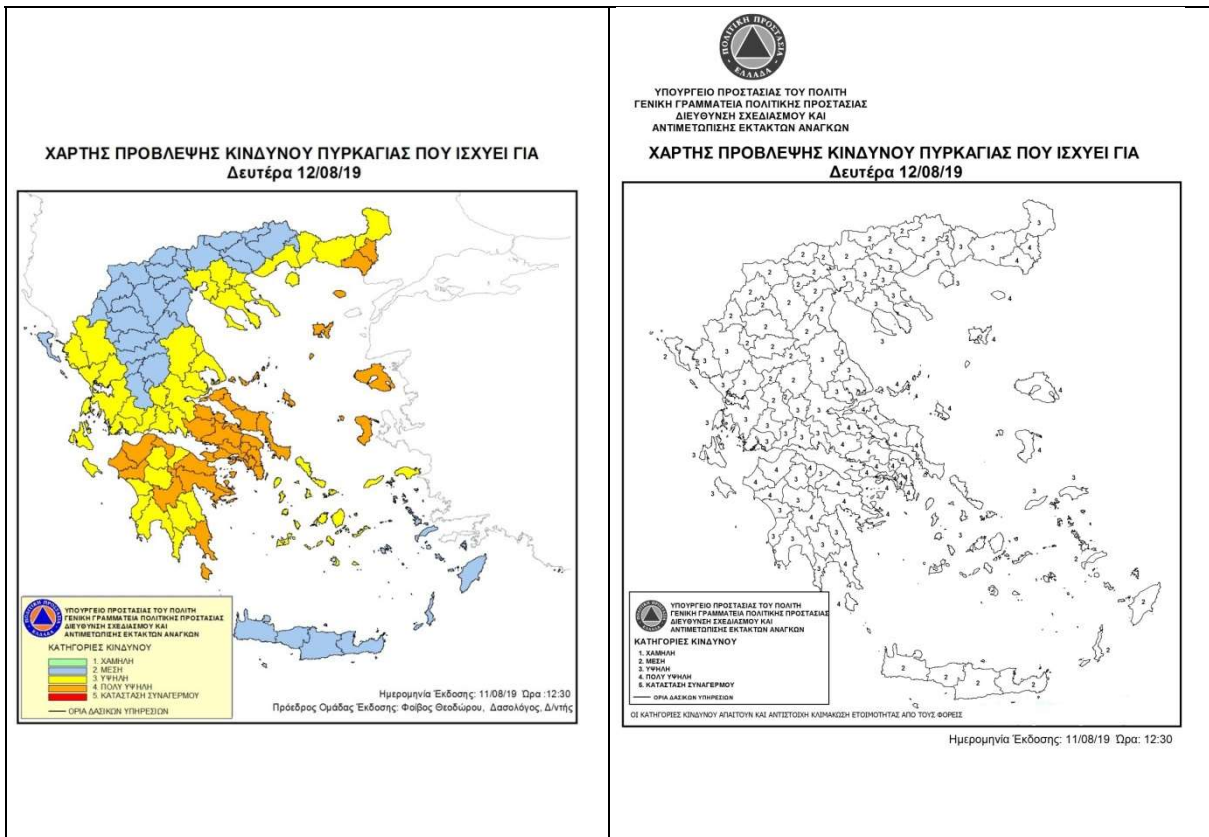 ΧΑΡΤΗΣ ΠΡΟΒΛΕΨΗΣ ΚΙΝΔΥΝΟΥ ΠΥΡΚΑΓΙΑΣ ΠΟΥ ΙΣΧΥΕΙ ΓΙΑ
Δευτέρα 12/08/19
ΠΟΛΙΤΙΚΗ ΠΡΟΣΤΑΣΙΑ
ΕΛΛΑΔΑ
ΥΠΟΥΡΓΕΙΟ ΠΡΟΣΤΑΣΙΑΣ ΤΟΥ ΠΟΛΙΤΗ
ΓΕΝΙΚΗ ΓΡΑΜΜΑΤΕΙΑ ΠΟΛΙΤΙΚΗΣ ΠΡΟΣΤΑΣΙΑΣ
ΔΙΕΥΘΥΝΣΗ ΣΧΕΔΙΑΣΜΟΥ ΚΑΙ
ΑΝΤΙΜΕΤΩΠΙΣΗΣ ΕΚΤΑΚΤΩΝ ΑΝΑΓΚΩΝ
ΚΑΤΗΓΟΡΙΕΣ ΚΙΝΔΥΝΟΥ
1. ΧΑΜΗΛΗ
2. ΜΕΣΗ
3. ΥΨΗΛΗ
4. ΠΟΛΥ ΥΨΗΛΗ
5. ΚΑΤΑΣΤΑΣΗ ΣΥΝΑΓΕΡΜΟΥ
ΟΡΙΑ ΔΑΣΙΚΩΝ ΥΠΗΡΕΣΙΩΝ
Ημερομηνία Έκδοσης: 11/08/19 Ώρα :12:30
Πρόεδρος Ομάδας Έκδοσης: Φοίβος Θεοδώρου, Δασολόγος, Δ/ντής
ΠΟΛΙΤΙΚΗ ΠΡΟΣΤΑΣΙΑ
ΕΛΛΑΔΑ
ΥΠΟΥΡΓΕΙΟ ΠΡΟΣΤΑΣΙΑΣ ΤΟΥ ΠΟΛΙΤΗ
ΓΕΝΙΚΗ ΓΡΑΜΜΑΤΕΙΑ ΠΟΛΙΤΙΚΗΣ ΠΡΟΣΤΑΣΙΑΣ
ΔΙΕΥΘΥΝΣΗ ΣΧΕΔΙΑΣΜΟΥ ΚΑΙ
ΑΝΤΙΜΕΤΩΠΙΣΗΣ ΕΚΤΑΚΤΩΝ ΑΝΑΓΚΩΝ
ΧΑΡΤΗΣ ΠΡΟΒΛΕΨΗΣ ΚΙΝΔΥΝΟΥ ΠΥΡΚΑΓΙΑΣ ΠΟΥ ΙΣΧΥΕΙ ΓΙΑ
Δευτέρα 12/08/19
ΥΠΟΥΡΓΕΙΟ ΠΡΟΣΤΑΣΙΑΣ ΤΟΥ ΠΟΛΙΤΗ
ΓΕΝΙΚΗ ΓΡΑΜΜΑΤΕΙΑ ΠΟΛΙΤΙΚΗΣ ΠΡΟΣΤΑΣΙΑΣ
ΔΙΕΥΘΥΝΣΗ ΣΧΕΔΙΑΣΜΟΥ ΚΑΙ
ΑΝΤΙΜΕΤΩΠΙΣΗΣ ΕΚΤΑΚΤΩΝ ΑΝΑΓΚΩΝ
ΚΑΤΗΓΟΡΙΕΣ ΚΙΝΔΥΝΟΥ
1. ΧΑΜΗΛΗ
2. ΜΕΣΗ
3. ΥΨΗΛΗ
4. ΠΟΛΥ ΥΨΗΛΗ
5. ΚΑΤΑΣΤΑΣΗ ΣΥΝΑΓΕΡΜΟΥ
ΟΡΙΑ ΔΑΣΙΚΩΝ ΥΠΗΡΕΣΙΩΝ
ΟΙ ΚΑΤΗΓΟΡΙΕΣ ΚΙΝΔΥΝΟΥ ΑΠΑΙΤΟΥΝ ΚΑΙ ΑΝΤΙΣΤΟΙΧΗ ΚΛΙΜΑΚΩΣΗ ΕΤΟΙΜΟΤΗΤΑΣ ΑΠΟ ΤΟΥΣ ΦΟΡΕΙΣ
Ημερομηνία Έκδοσης: 11/08/19 Ώρα: 12:30